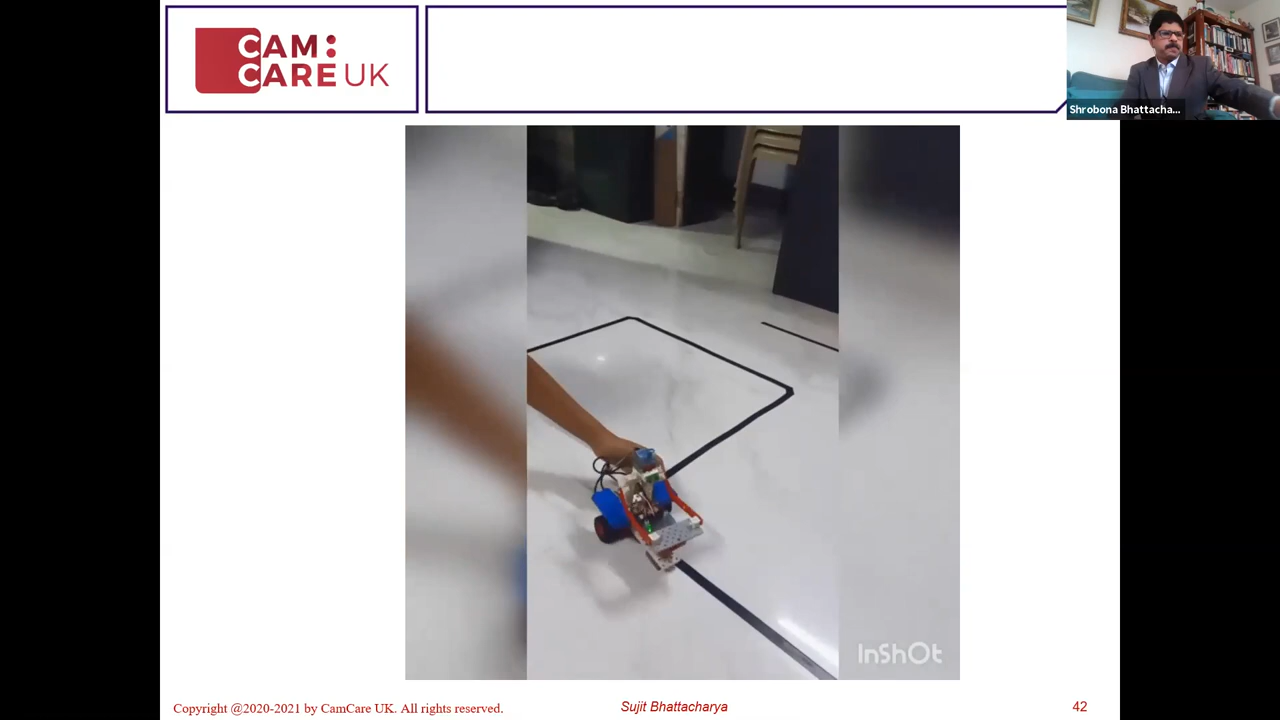 CAM:
CARE UK
Shrobona Bhattacha...
InShOt
Copyright @2020-2021 by CamCare UK. All rights reserved.
Sujit Bhattacharya
42